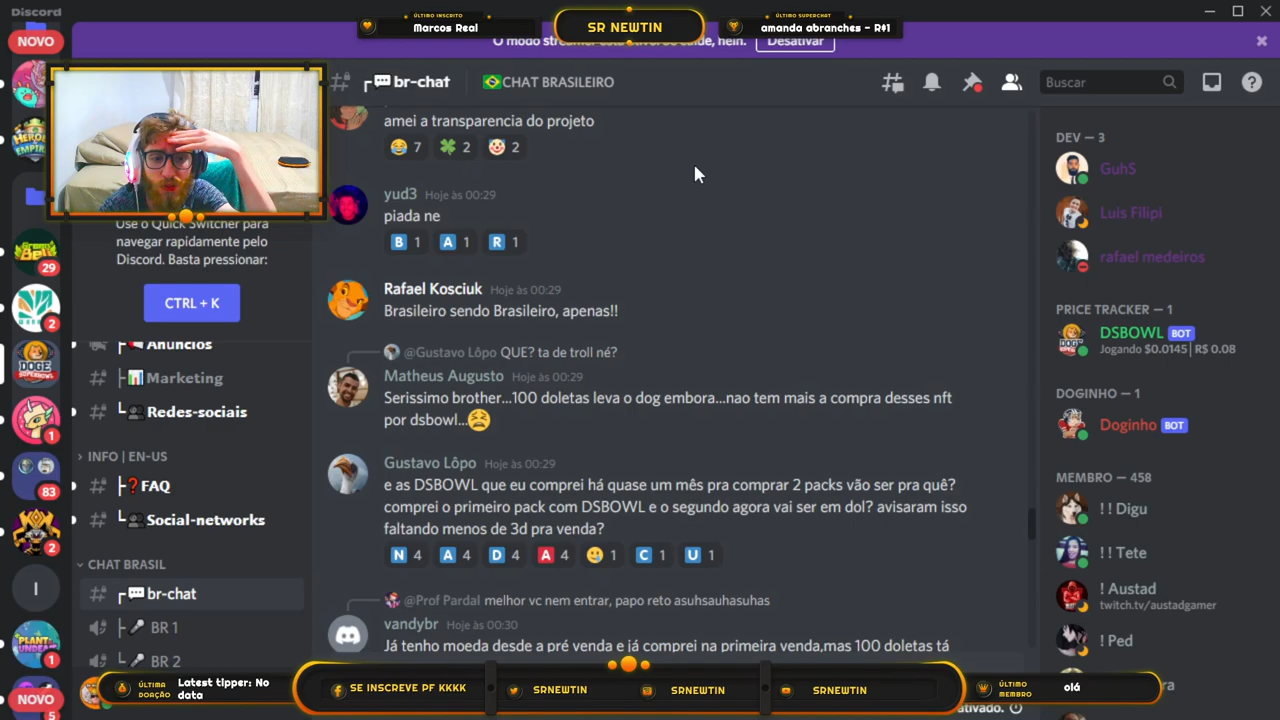 Discord
NOVO
ÚLTIMO INSCRITO
Marcos Real
SR NEWTIN
ÚLTIMO SUPERCHAT
amanda abranches - R$1
Desativar
br-chat
CHAT BRASILEIRO
Buscar
amei a transparencia do projeto
7
2
2
yud3 Hoje às 00:29
piada ne
B 1
A 1
R 1
Rafael Kosciuk Hoje às 00:29
Brasileiro sendo Brasileiro, apenas!!
@Gustavo Lôpo QUE? ta de troll né?
Matheus Augusto Hoje às 00:29
Serissimo brother...100 doletas leva o dog embora...nao tem mais a compra desses nft
por dsbowl...
Gustavo Lôpo Hoje às 00:29
e as DSBOWL que eu comprei há quase um mês pra comprar 2 packs vão ser pra quê?
comprei o primeiro pack com DSBOWL e o segundo agora vai ser em dol? avisaram isso
faltando menos de 3d pra venda?
N 4
A 4
D 4
A 4
1
C 1
U 1
@Prof Pardal melhor vc nem entrar, papo reto asuhsauhasuhas
vandybr Hoje às 00:30
Já tenho moeda desde a pré venda e já comprei na primeira venda,mas 100 doletas tá
Use o Quick Switcher para
navegar rapidamente pelo
Discord. Basta pressionar:
CTRL + K
Anúncios
Marketing
Redes-sociais
INFO | EN-US
FAQ
Social-networks
CHAT BRASIL
br-chat
BR 1
BR 2
29
2
DOGE
1
83
2
I
1
NOVO
5
DEV — 3
GuhS
Luis Filipi
rafael medeiros
PRICE TRACKER — 1
DSBOWL BOT
Jogando $0.0145| R$ 0.08
DOGINHO — 1
Doginho BOT
MEMBRO — 458
! ! Digu
! ! Tete
! Austad
twitch.tv/austadgamer
! Ped
ÚLTIMA
DOAÇÃO
Latest tipper: No
data
SE INSCREVE PF KKKK
SRNEWTIN
SRNEWTIN
SRNEWTIN
ÚLTIMO
MEMBRO
olá
ativado.